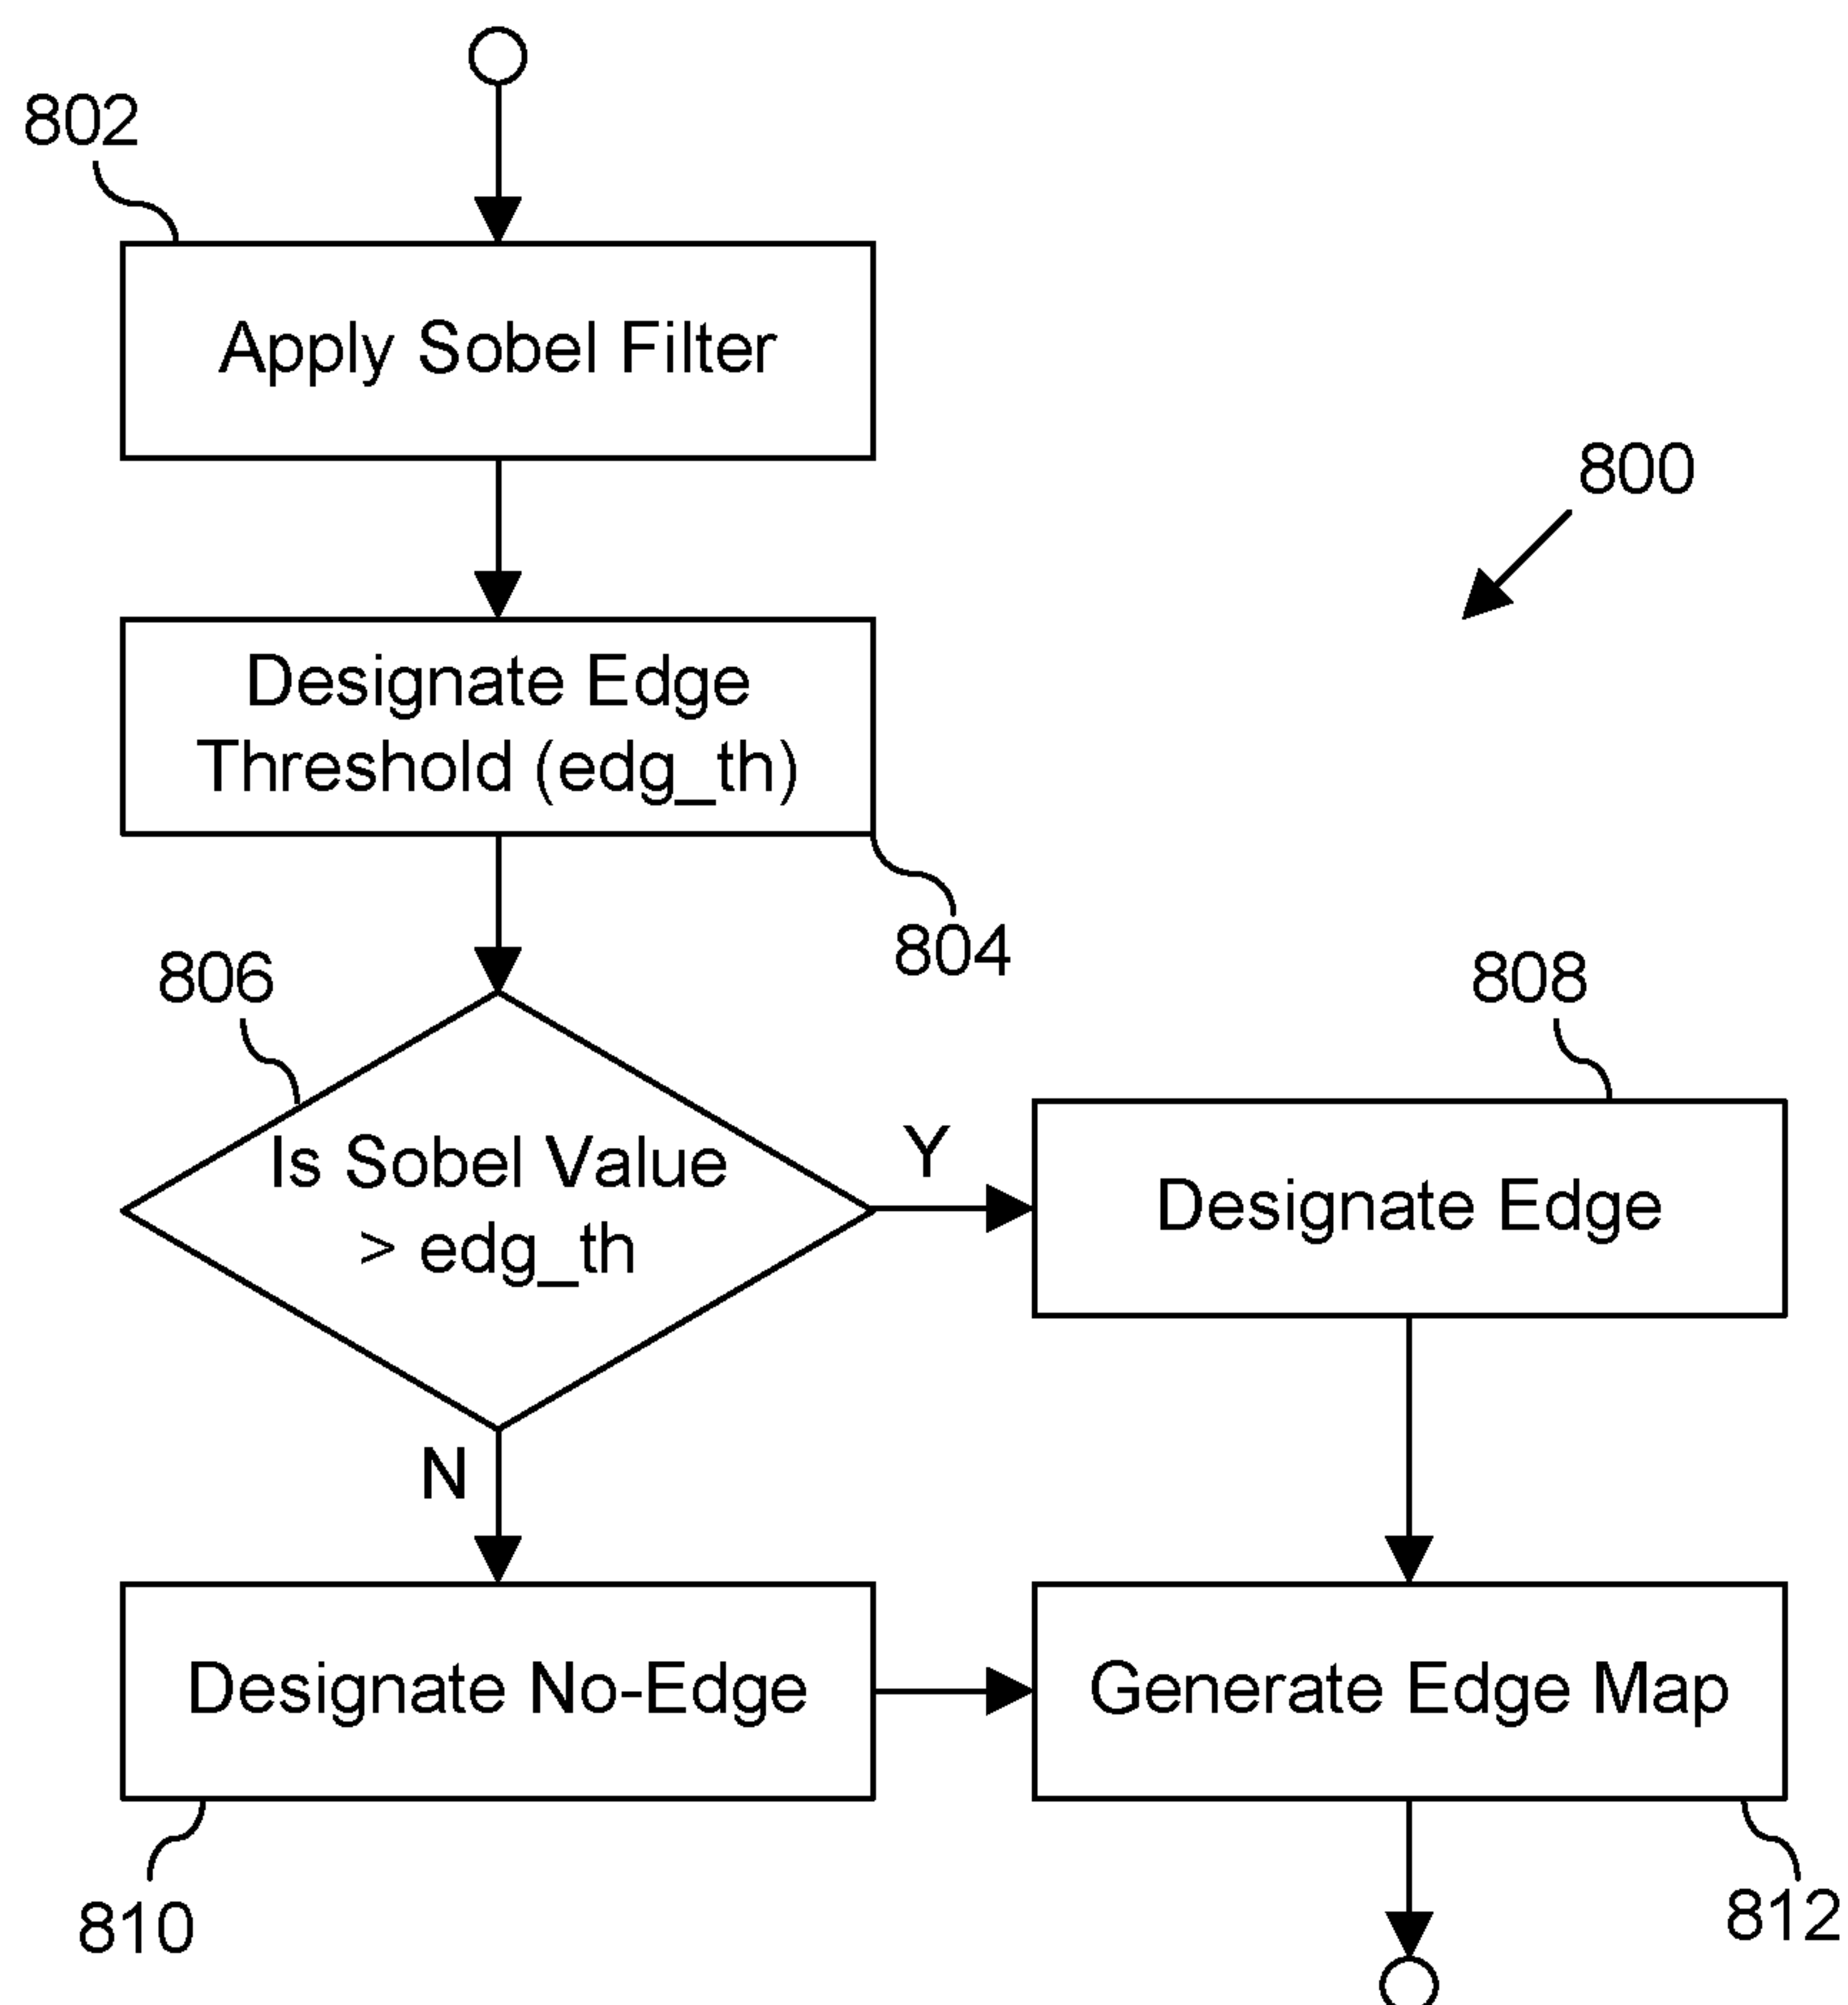 802
Apply Sobel Filter
800
Designate Edge
Threshold (edg_th)
804
806
808
Is Sobel Value
> edg_th
Y
Designate Edge
N
Designate No-Edge
Generate Edge Map
810
812